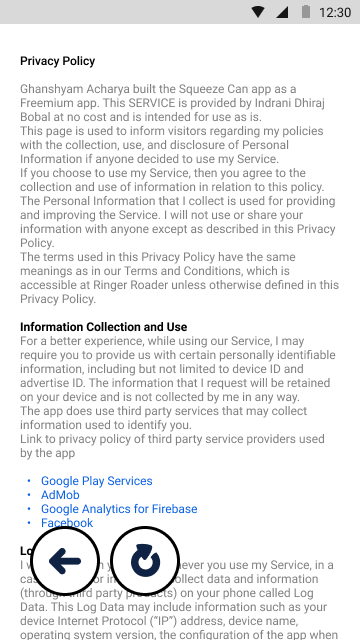 12:30
Privacy Policy
Ghanshyam Acharya built the Squeeze Can app as a
Freemium app. This SERVICE is provided by Indrani Dhiraj
Bobal at no cost and is intended for use as is.
This page is used to inform visitors regarding my policies
with the collection, use, and disclosure of Personal
Information if anyone decided to use my Service.
If you choose to use my Service, then you agree to the
collection and use of information in relation to this policy.
The Personal Information that I collect is used for providing
and improving the Service. I will not use or share your
information with anyone except as described in this Privacy
Policy.
The terms used in this Privacy Policy have the same
meanings as in our Terms and Conditions, which is
accessible at Ringer Roader unless otherwise defined in this
Privacy Policy.
Information Collection and Use
For a better experience, while using our Service, I may
require you to provide us with certain personally identifiable
information, including but not limited to device ID and
advertise ID. The information that I request will be retained
on your device and is not collected by me in any way.
The app does use third party services that may collect
information used to identify you.
Link to privacy policy of third party service providers used
by the app
• Google Play Services
• AdMob
• Google Analytics for Firebase
• Facebook
I you use my Service, in a
collect data and information
(through third party products) on your phone called Log
Data. This Log Data may include information such as your
device Internet Protocol (“IP”) address, device name,
operating system version, the configuration of the app when